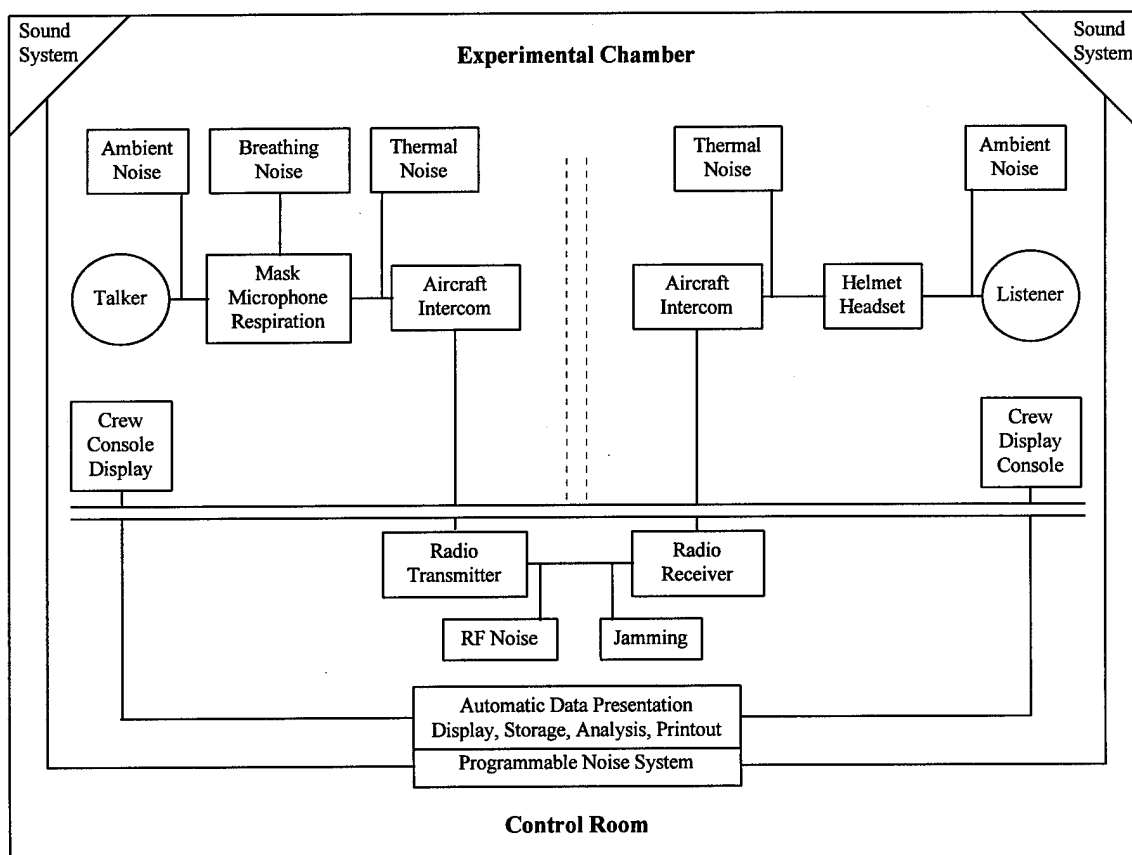 Sound
System
Experimental Chamber
Sound
System
Ambient
Noise
Breathing
Noise
Thermal
Noise
Thermal
Noise
Ambient
Noise
Talker
Mask
Microphone
Respiration
Aircraft
Intercom
Aircraft
Intercom
Helmet
Headset
Listener
Crew
Console
Display
Crew
Display
Console
Radio
Transmitter
Radio
Receiver
RF Noise
Jamming
Automatic Data Presentation
Display, Storage, Analysis, Printout
Programmable Noise System
Control Room